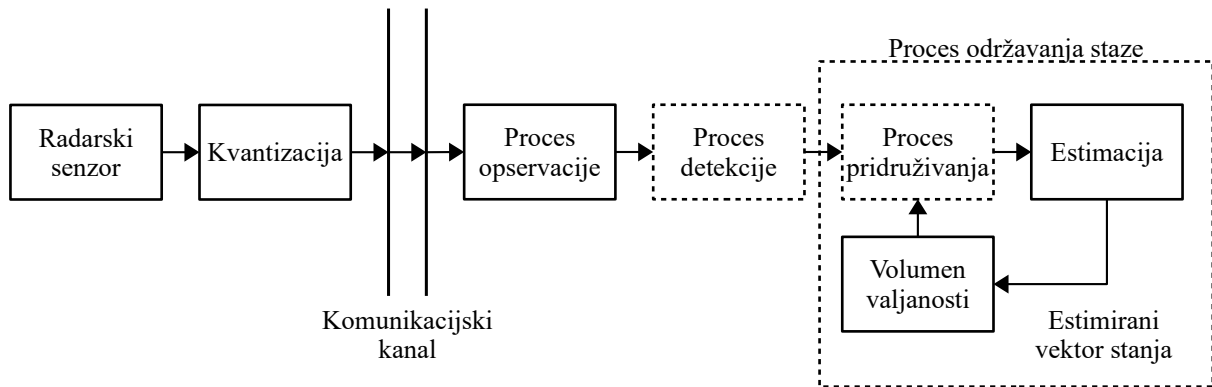 Proces održavanja staze
Radarski
senzor
Kvantizacija
Proces
opservacije
Proces
detekcije
Proces
pridruživanja
Estimacija
Volumen
valjanosti
Komunikacijski
kanal
Estimirani
vektor stanja